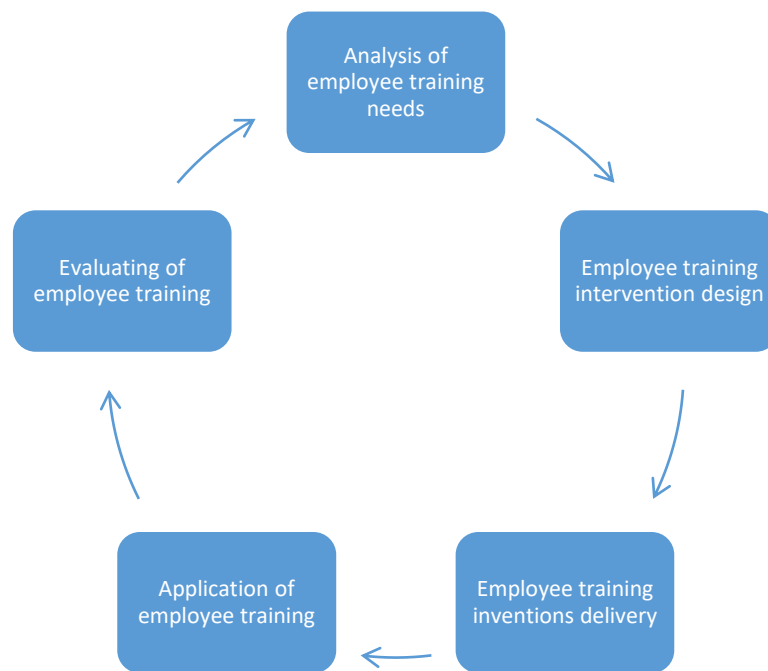 Analysis of
employee training
needs
Employee training
intervention design
Employee training
inventions delivery
Application of
employee training
Evaluating of
employee training